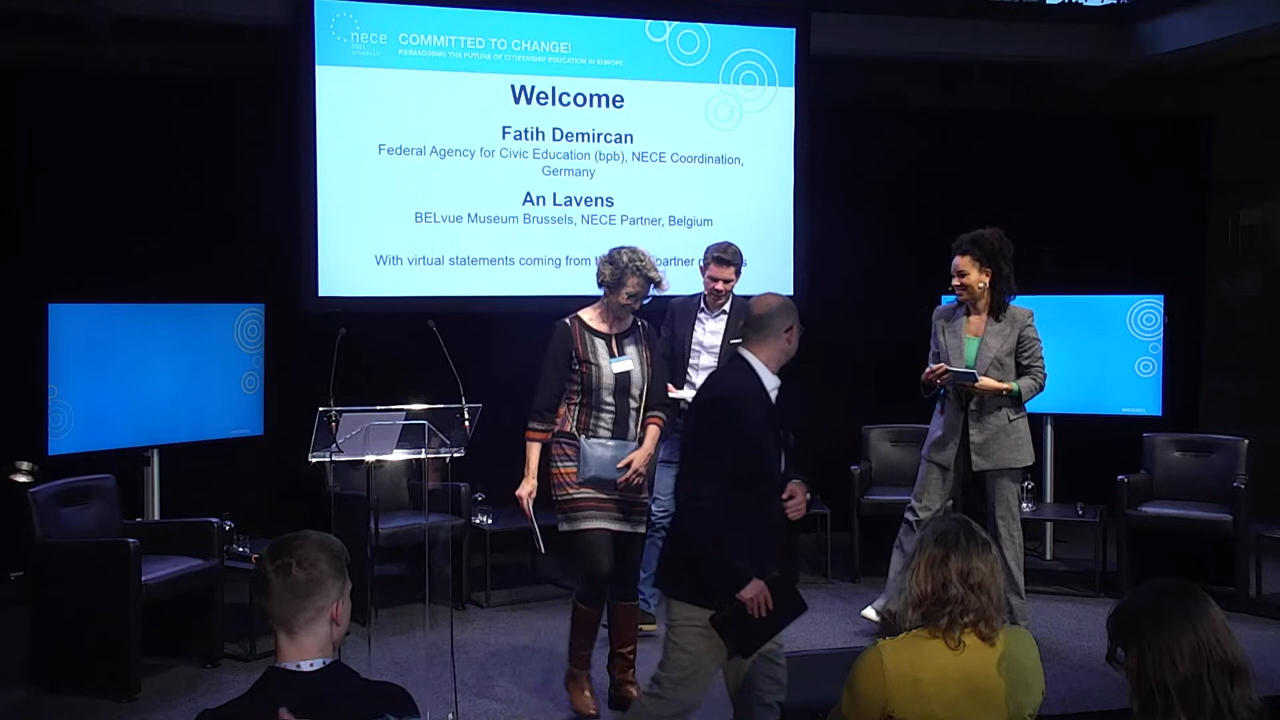 nece
2021
brussels
COMMITTED TO CHANGE!
REIMAGINING THE FUTURE OF CITIZENSHIP EDUCATION IN EUROPE
Welcome
Fatih Demircan
Federal Agency for Civic Education (bpb), NECE Coordination,
Germany
An Lavens
BELvue Museum Brussels, NECE Partner, Belgium
With virtual statements coming from partner